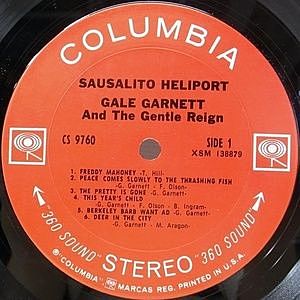 COLUMBIA
SAUSALITO HELIPORT
GALE GARNETT
And The Gentle Reign
CS 9760
SIDE 1
XSM 138879
1. FREDDY MAHONEY -T. Hill-
2. PEACE COMES SLOWLY TO THE THRASHING FISH
-G. Garnett - F. Olson-
3. THE PRETTY IS GONE -G. Garnett-
4. THIS YEAR'S CHILD
-G. Garnett - F. Olson - B. Ingram-
5. BERKELEY BARB WANT AD -G. Garnett-
6. DEER IN THE CITY
-G. Garnett - M. Aragon-
"360 SOUND" STEREO "360 SOUND"
® "COLUMBIA", MARCAS REG. PRINTED IN U.S.A.